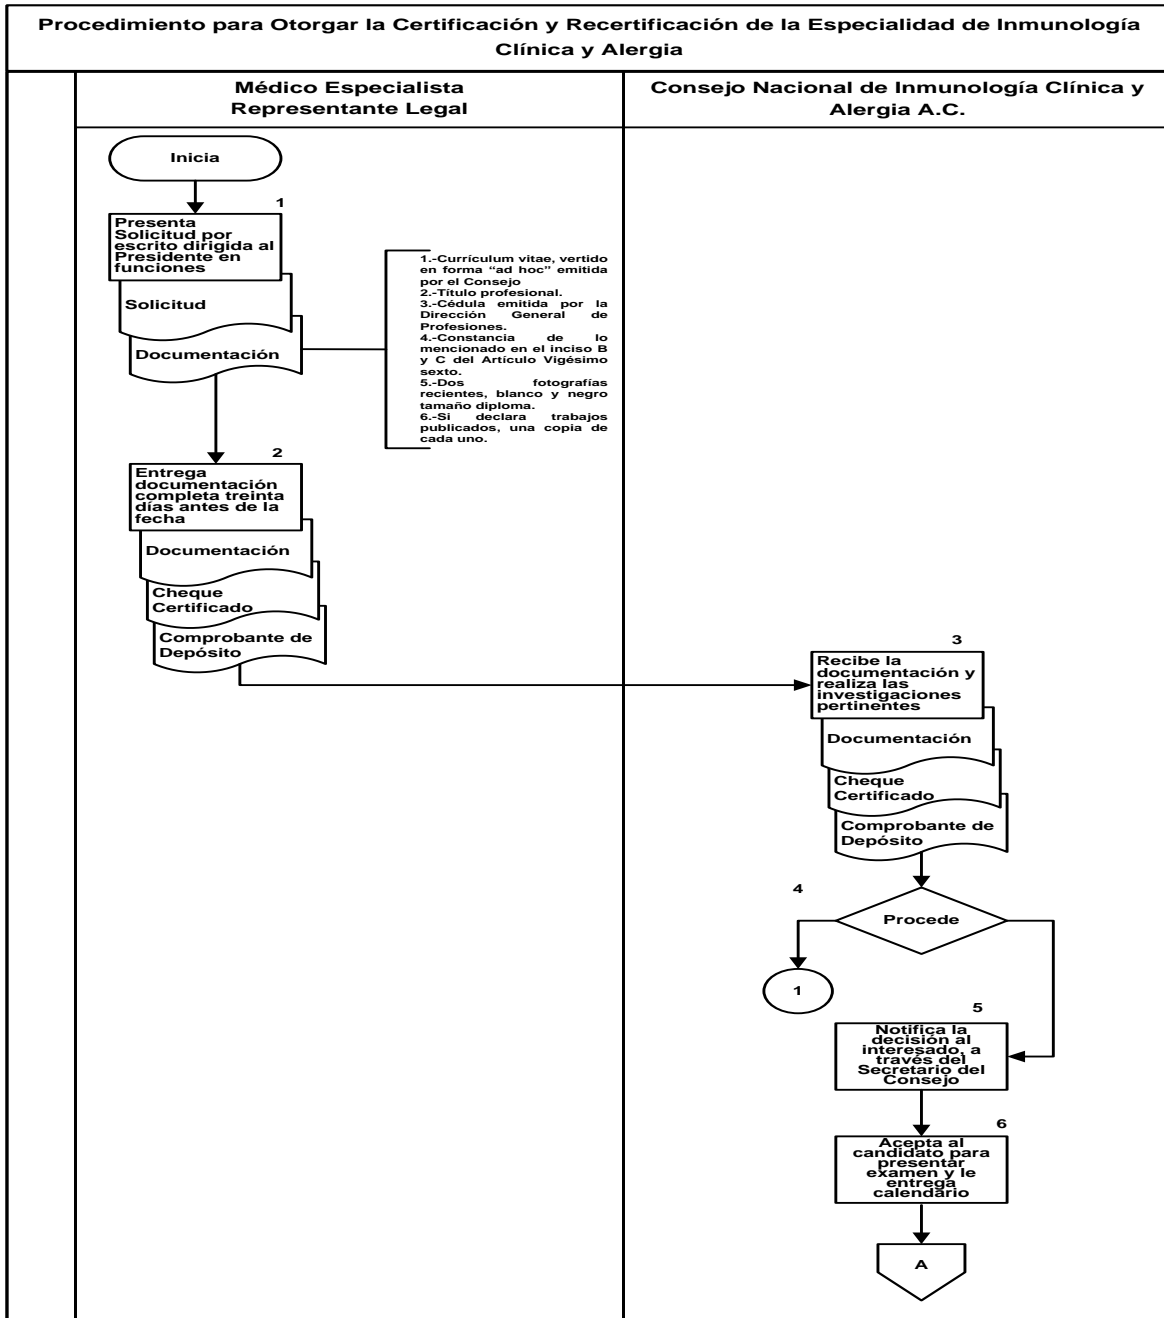 Procedimiento para Otorgar la Certificación y Recertificación de la Especialidad de Inmunología
Clínica y Alergia
Médico Especialista
Representante Legal
Consejo Nacional de Inmunología Clínica y
Alergia A.C.
Inicia
1
Presenta
Solicitud por
escrito dirigida al
Presidente en
funciones
Solicitud
Documentación
1.-Currículum vitae, vertido
en forma “ad hoc” emitida
por el Consejo
2.-Título profesional.
3.-Cédula emitida por la
Dirección General de
Profesiones.
4.-Constancia de lo
mencionado en el inciso B
y C del Artículo Vigésimo
sexto.
5.-Dos fotografías
recientes, blanco y negro
tamaño diploma.
6.-Si declara trabajos
publicados, una copia de
cada uno.
2
Entrega
documentación
completa treinta
días antes de la
fecha
Documentación
Cheque
Certificado
Comprobante de
Depósito
3
Recibe la
documentación y
realiza las
investigaciones
pertinentes
Documentación
Cheque
Certificado
Comprobante de
Depósito
4
Procede
1
5
Notifica la
decisión al
interesado, a
través del
Secretario del
Consejo
6
Acepta al
candidato para
presentar
examen y le
entrega
calendario
A